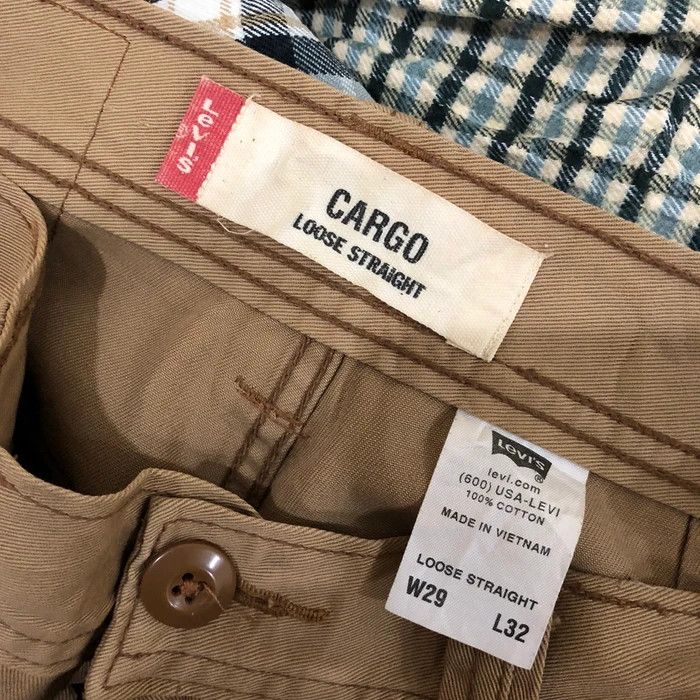 Levi's
CARGO
LOOSE STRAIGHT
Levi's
®
levi.com
(600) USA-LEVI
100% COTTON
MADE IN VIETNAM
LOOSE STRAIGHT
W29 L32